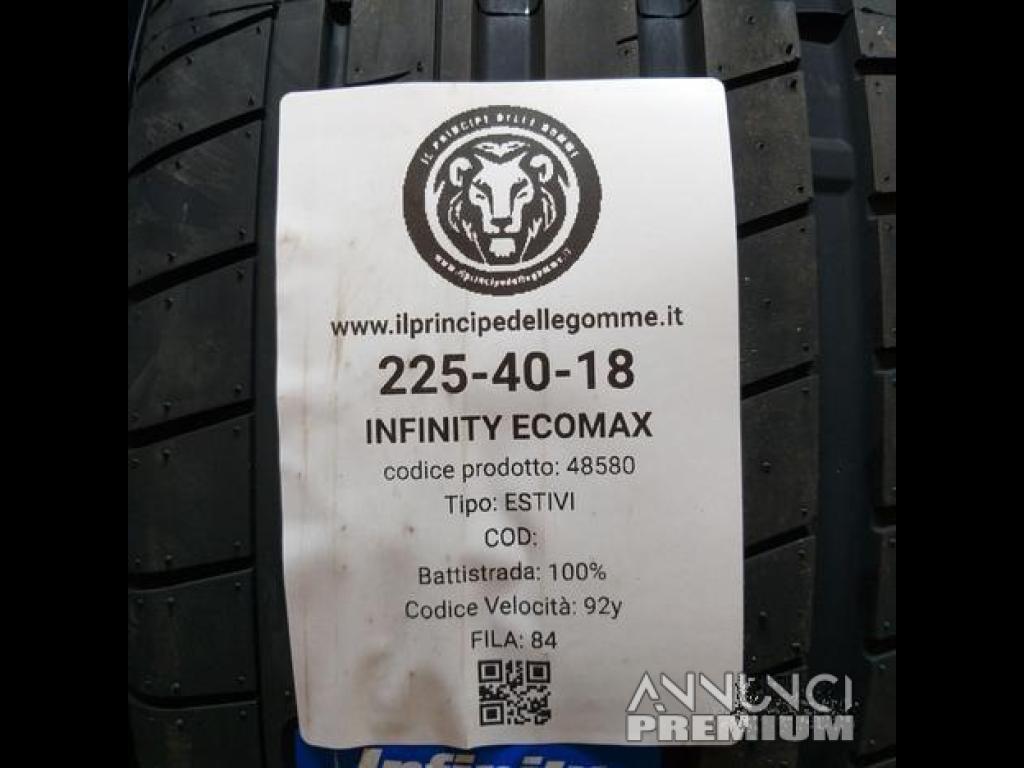 IL PRINCIPE DELLE GOMME
www.ilprincipedellegomme.it
www.ilprincipedellegomme.it
225-40-18
INFINITY ECOMAX
codice prodotto: 48580
Tipo: ESTIVI
COD:
Battistrada: 100%
Codice Velocità: 92y
FILA: 84
ANNUNCI
PREMIUM
Infinity